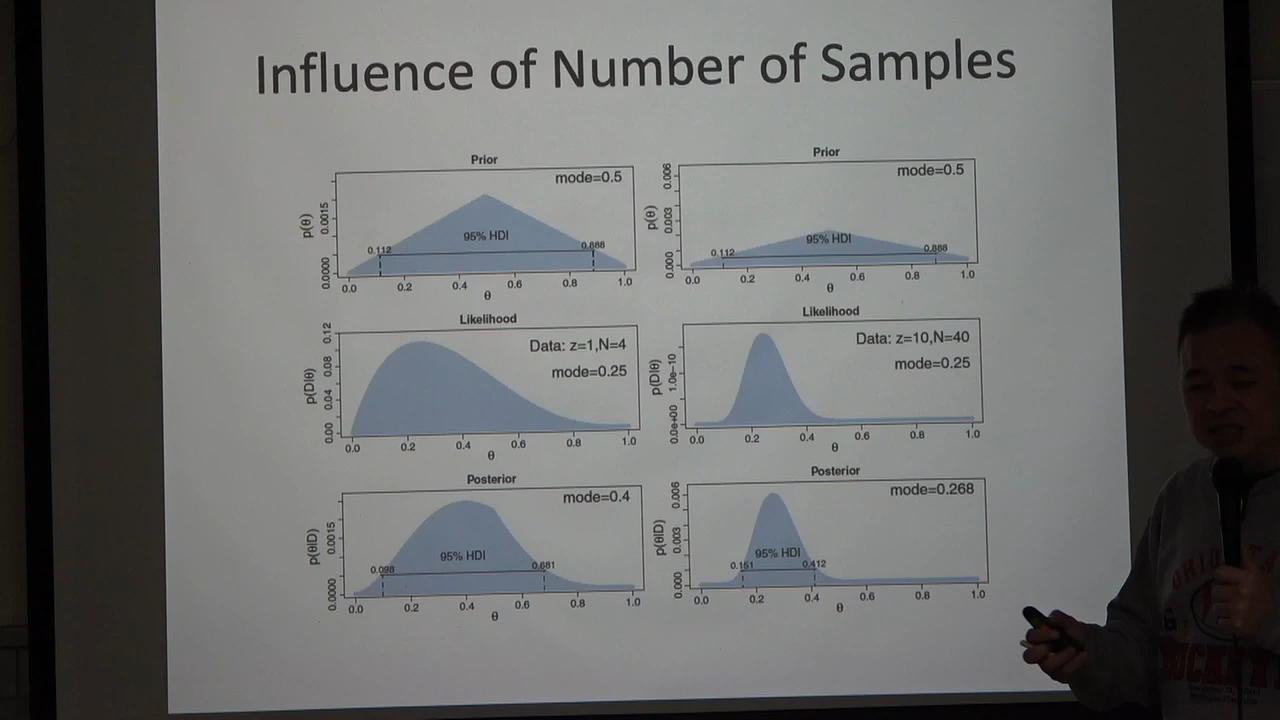 Influence of Number of Samples
Prior
mode=0.5
p(θ)
0.0000 0.0015
95% HDI
0.112 0.888
0.0 0.2 0.4 0.6 0.8 1.0
θ
Prior
mode=0.5
p(θ)
0.000 0.003 0.006
95% HDI
0.112 0.888
0.0 0.2 0.4 0.6 0.8 1.0
θ
Likelihood
Data: z=1,N=4
mode=0.25
p(D|θ)
0.00 0.04 0.08 0.12
0.0 0.2 0.4 0.6 0.8 1.0
θ
Likelihood
Data: z=10,N=40
mode=0.25
p(D|θ)
0.0e+00 1.0e−10
0.0 0.2 0.4 0.6 0.8 1.0
θ
Posterior
mode=0.4
p(θ|D)
0.0000 0.0015
95% HDI
0.098 0.681
0.0 0.2 0.4 0.6 0.8 1.0
θ
Posterior
mode=0.268
p(θ|D)
0.000 0.003 0.006
95% HDI
0.151 0.412
0.0 0.2 0.4 0.6 0.8 1.0
θ